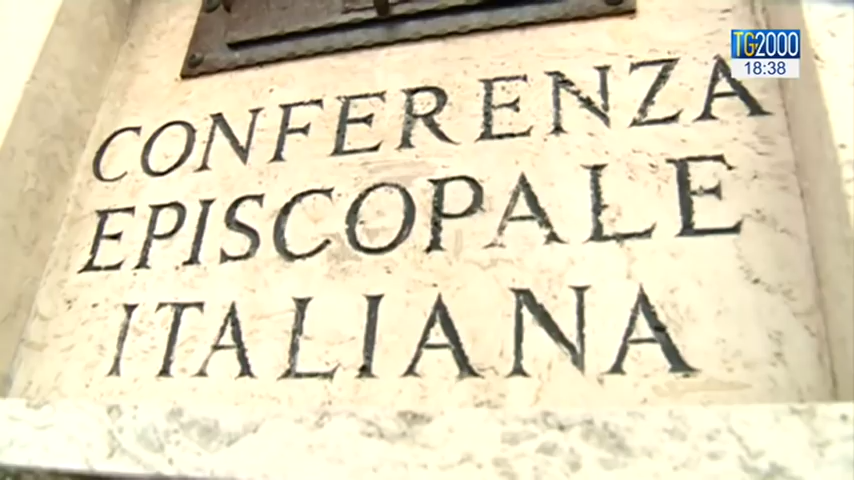 TG2000
18:38
CONFERENZA
EPISCOPALE
ITALIANA